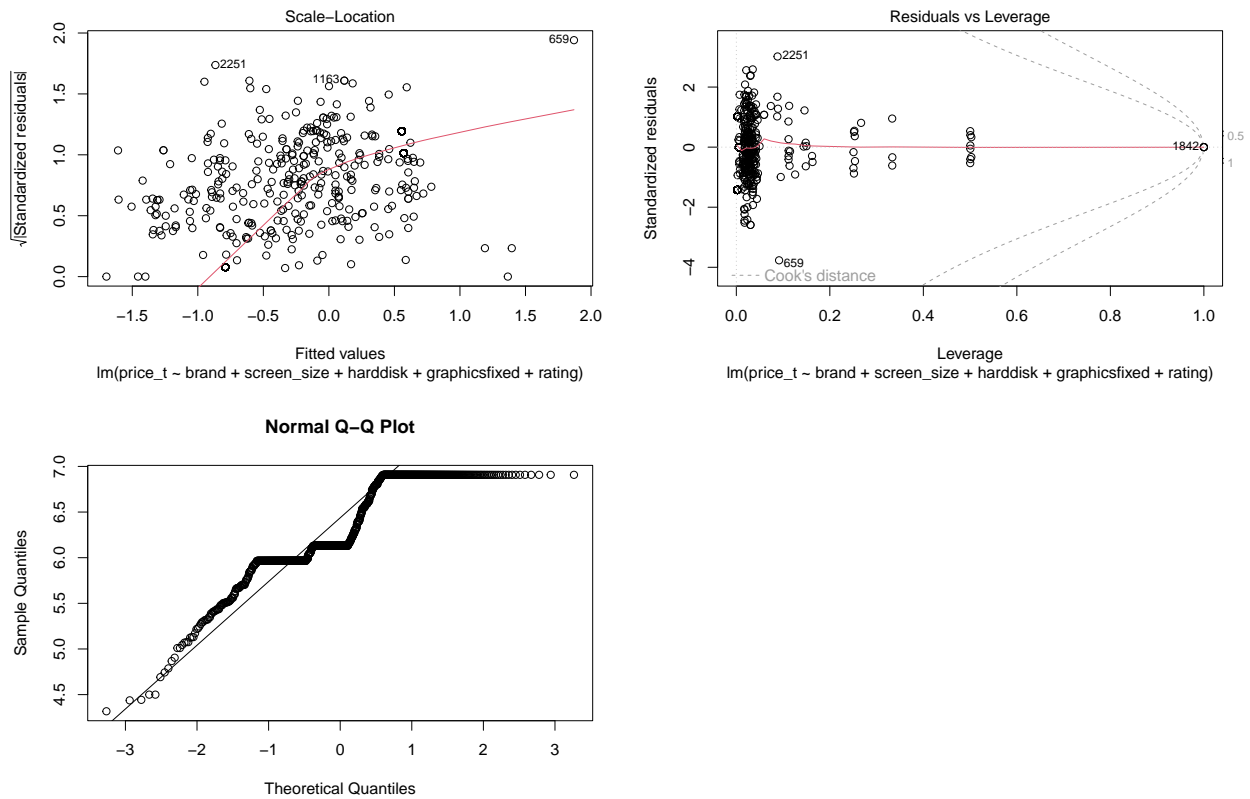 Scale−Location
√|Standardized residuals|
2.0
1.5
1.0
0.5
0.0
659
2251
1163
−1.5 −1.0 −0.5 0.0 0.5 1.0 1.5 2.0
Fitted values
lm(price_t ~ brand + screen_size + harddisk + graphicsfixed + rating)
Residuals vs Leverage
Standardized residuals
2
0
−2
−4
2251
1842
659
0.5
1
Cook's distance
0.0 0.2 0.4 0.6 0.8 1.0
Leverage
lm(price_t ~ brand + screen_size + harddisk + graphicsfixed + rating)
Normal Q−Q Plot
Sample Quantiles
7.0
6.5
6.0
5.5
5.0
4.5
−3 −2 −1 0 1 2 3
Theoretical Quantiles